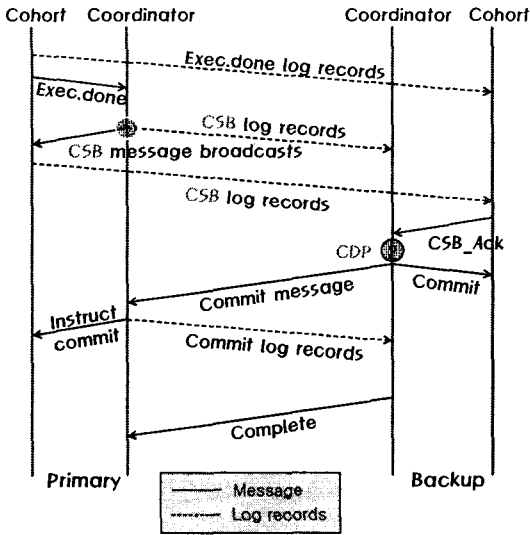 Cohort Coordinator Coordinator Cohort
Exec.done log records
Exec.done
CSB log records
CSB message broadcasts
CSB log records
CSB_Ack
CDP
Commit message
Commit
Instruct
commit
Commit log records
Complete
Primary
Backup
Message
Log records